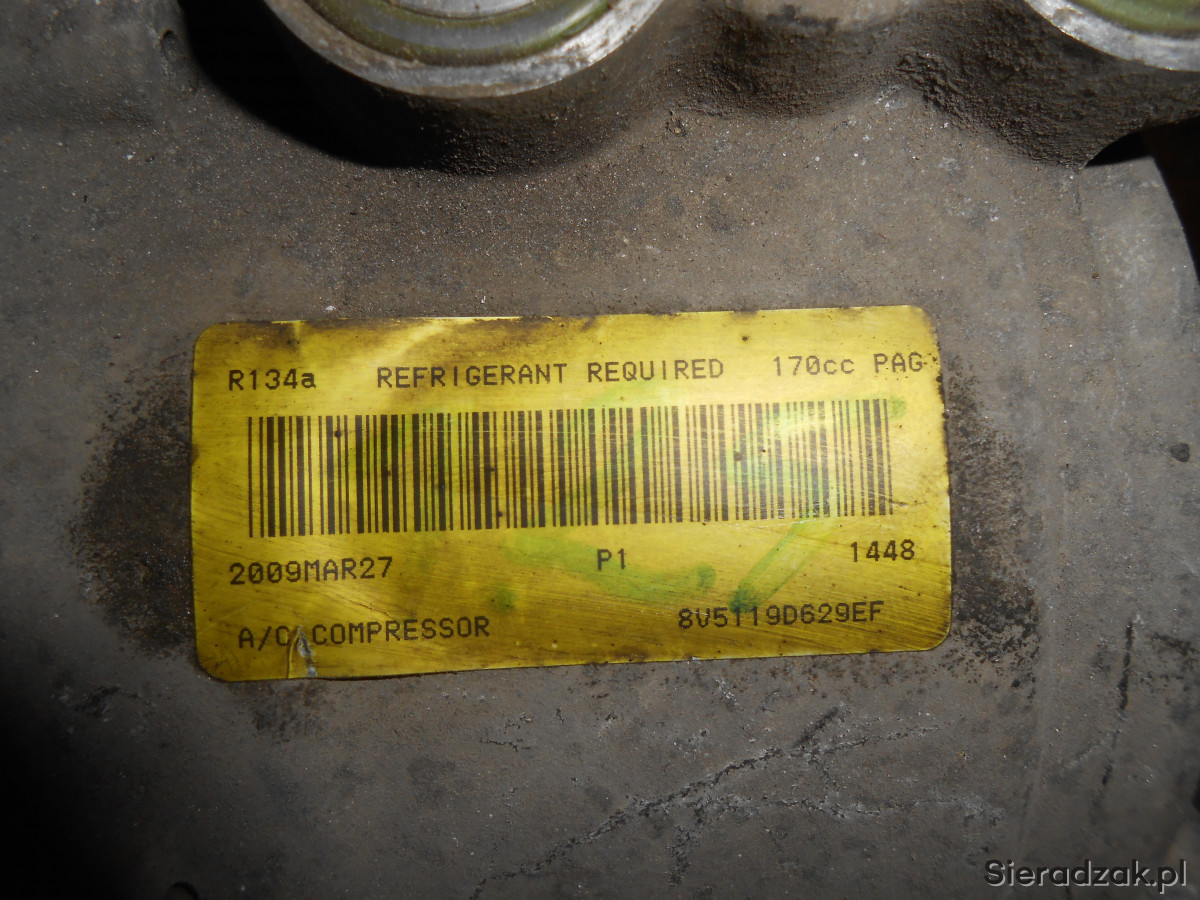 R134a REFRIGERANT REQUIRED 170cc PAG
2009MAR27 P1 1448
A/C COMPRESSOR 8V5119D629EF
Sieradzak.pl